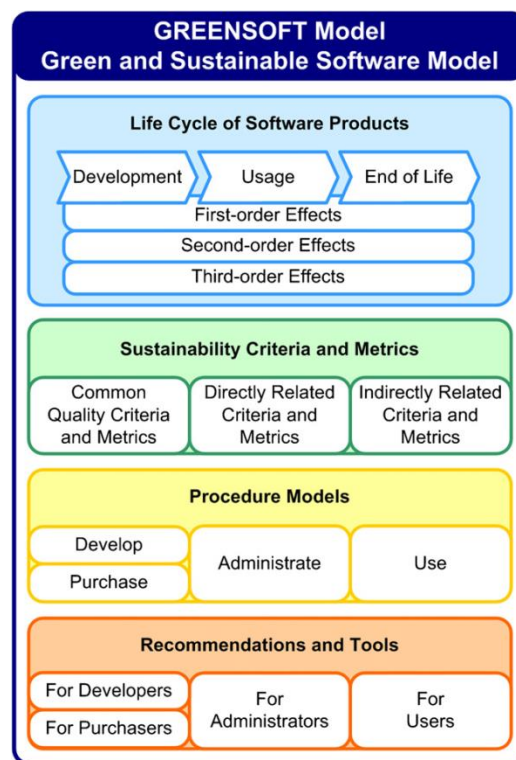 GREENSOFT Model
Green and Sustainable Software Model
Life Cycle of Software Products
Development
Usage
End of Life
First-order Effects
Second-order Effects
Third-order Effects
Sustainability Criteria and Metrics
Common
Quality Criteria
and Metrics
Directly Related
Criteria and
Metrics
Indirectly Related
Criteria and
Metrics
Procedure Models
Develop
Purchase
Administrate
Use
Recommendations and Tools
For Developers
For Purchasers
For
Administrators
For
Users